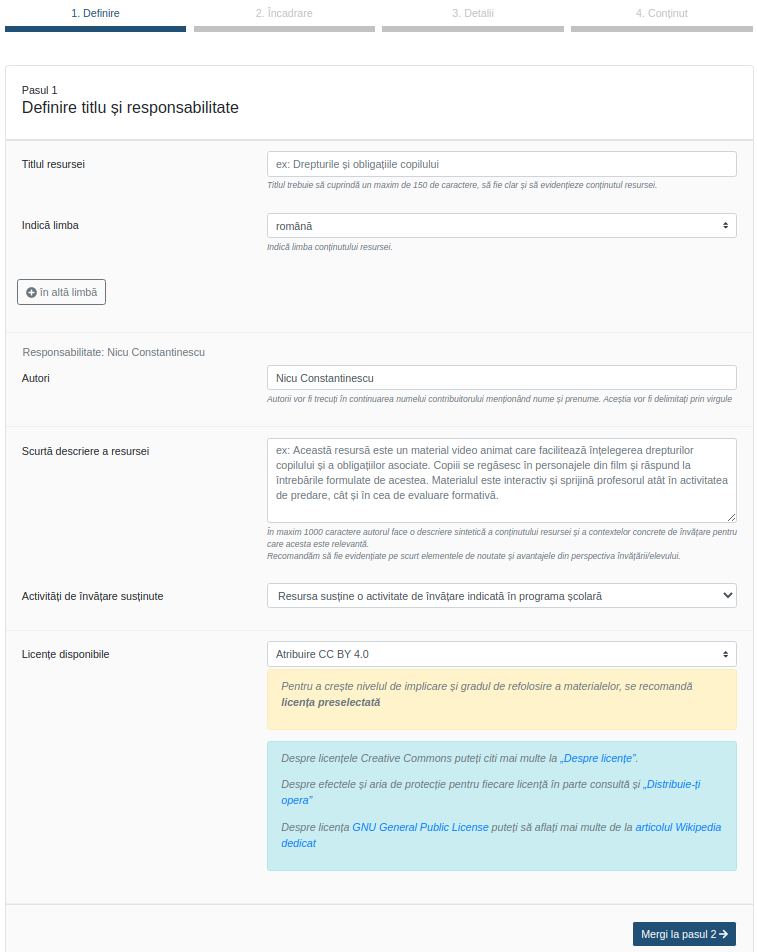 1. Definire
2. Încadrare
3. Detalii
4. Conținut
Pasul 1
Definire titlu și responsabilitate
Titlul resursei
ex: Drepturile și obligațiile copilului
Titlul trebuie să cuprindă un maxim de 150 de caractere, să fie clar și să evidențieze conținutul resursei.
Indică limba
română
Indică limba conținutului resursei.
în altă limbă
Responsabilitate: Nicu Constantinescu
Autori
Nicu Constantinescu
Autorii vor fi trecuți în continuarea numelui contribuitorului menționând nume și prenume. Aceștia vor fi delimitați prin virgule
Scurtă descriere a resursei
ex: Această resursă este un material video animat care facilitează înțelegerea drepturilor
copilului și a obligațiilor asociate. Copiii se regăsesc în personajele din film și răspund la
întrebările formulate de acestea. Materialul este interactiv și sprijină profesorul atât în activitatea
de predare, cât și în cea de evaluare formativă.
În maxim 1000 caractere autorul face o descriere sintetică a conținutului resursei și a contextelor concrete de învățare pentru
care acesta este relevantă.
Recomandăm să fie evidențiate pe scurt elementele de noutate și avantajele din perspectiva învățării/elevului.
Activități de învățare susținute
Resursa susține o activitate de învățare indicată în programa școlară
Licențe disponibile
Atribuire CC BY 4.0
Pentru a crește nivelul de implicare și gradul de refolosire a materialelor, se recomandă
licența preselectată
Despre licențele Creative Commons puteți citi mai multe la „Despre licențe”.
Despre efectele și aria de protecție pentru fiecare licență în parte consultă și „Distribuie-ți
opera”
Despre licența GNU General Public License puteți să aflați mai multe de la articolul Wikipedia
dedicat
Mergi la pasul 2